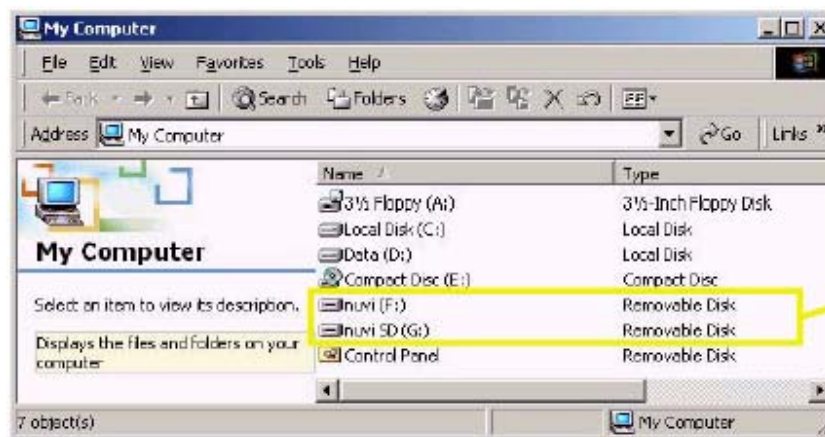 My Computer
File Edit View Favorites Tools Help
Back Search Folders
Address My Computer Go Links »
Name Type
3½ Floppy (A:) 3½-Inch Floppy Disk
Local Disk (C:) Local Disk
My Computer
Data (D:) Local Disk
Compact Disc (E:) Compact Disc
Select an item to view its description.
nuvi (F:) Removable Disk
nuvi SD (G:) Removable Disk
Displays the files and folders on your
computer
Control Panel Removable Disk
7 object(s) My Computer